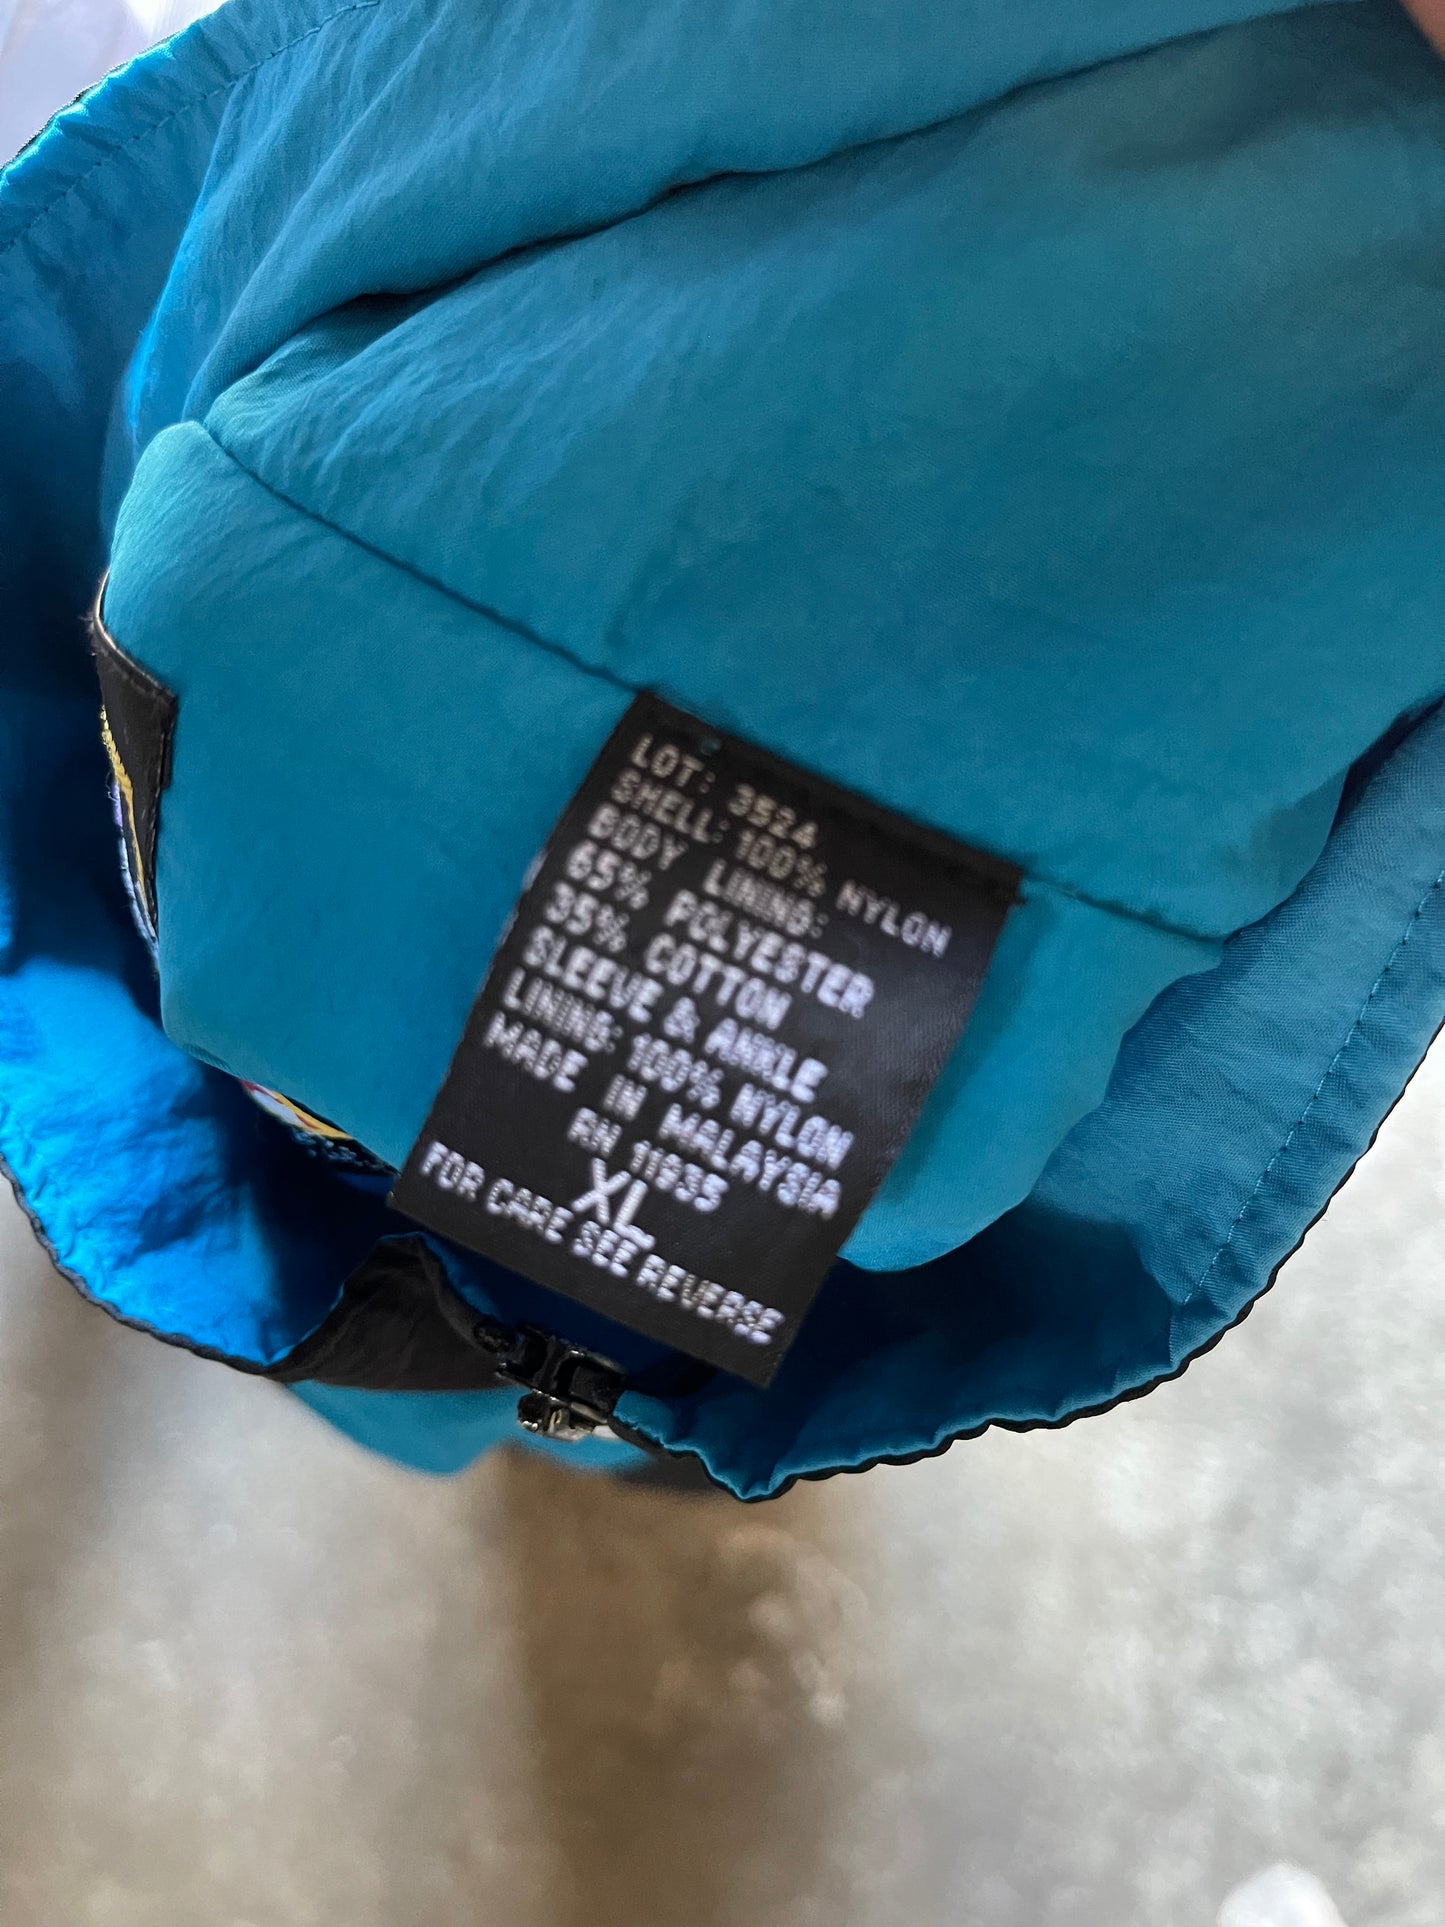 LOT: 3524
SHELL: 100% NYLON
BODY LINING:
65% POLYESTER
35% COTTON
SLEEVE & ANKLE
LINING: 100% NYLON
MADE IN MALAYSIA
RN 11935
XL
FOR CARE SEE REVERSE